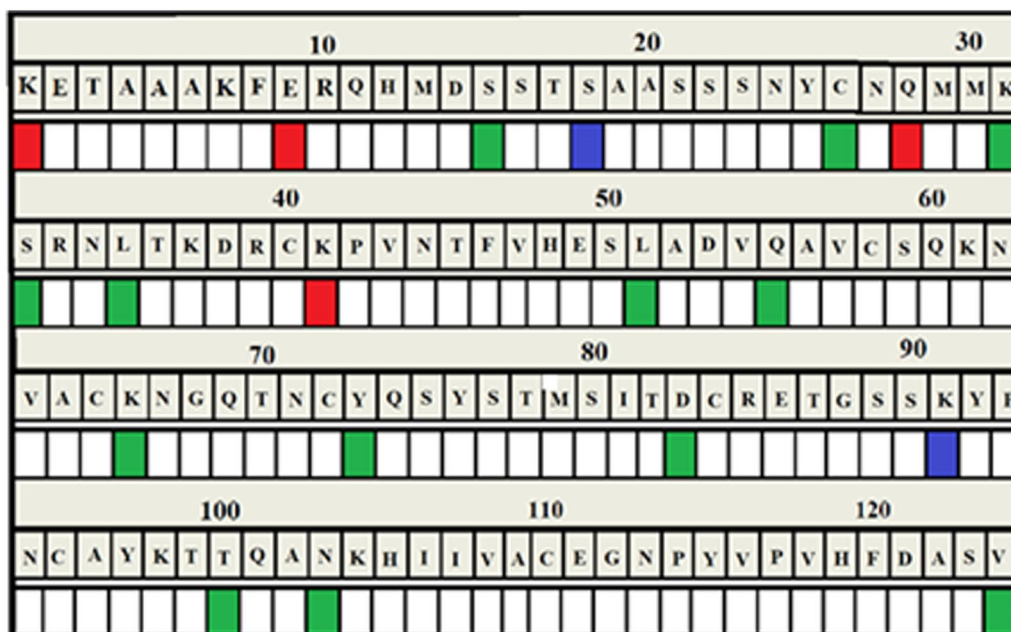 10 20 30
K E T A A A K F E R Q H M D S S T S A A S S S N Y C N Q M M K
40 50 60
S R N L T K D R C K P V N T F V H E S L A D V Q A V C S Q K N
70 80 90
V A C K N G Q T N C Y Q S Y S T M S I T D C R E T G S S K Y
100 110 120
N C A Y K T T Q A N K H I I V A C E G N P Y V P V H F D A S V